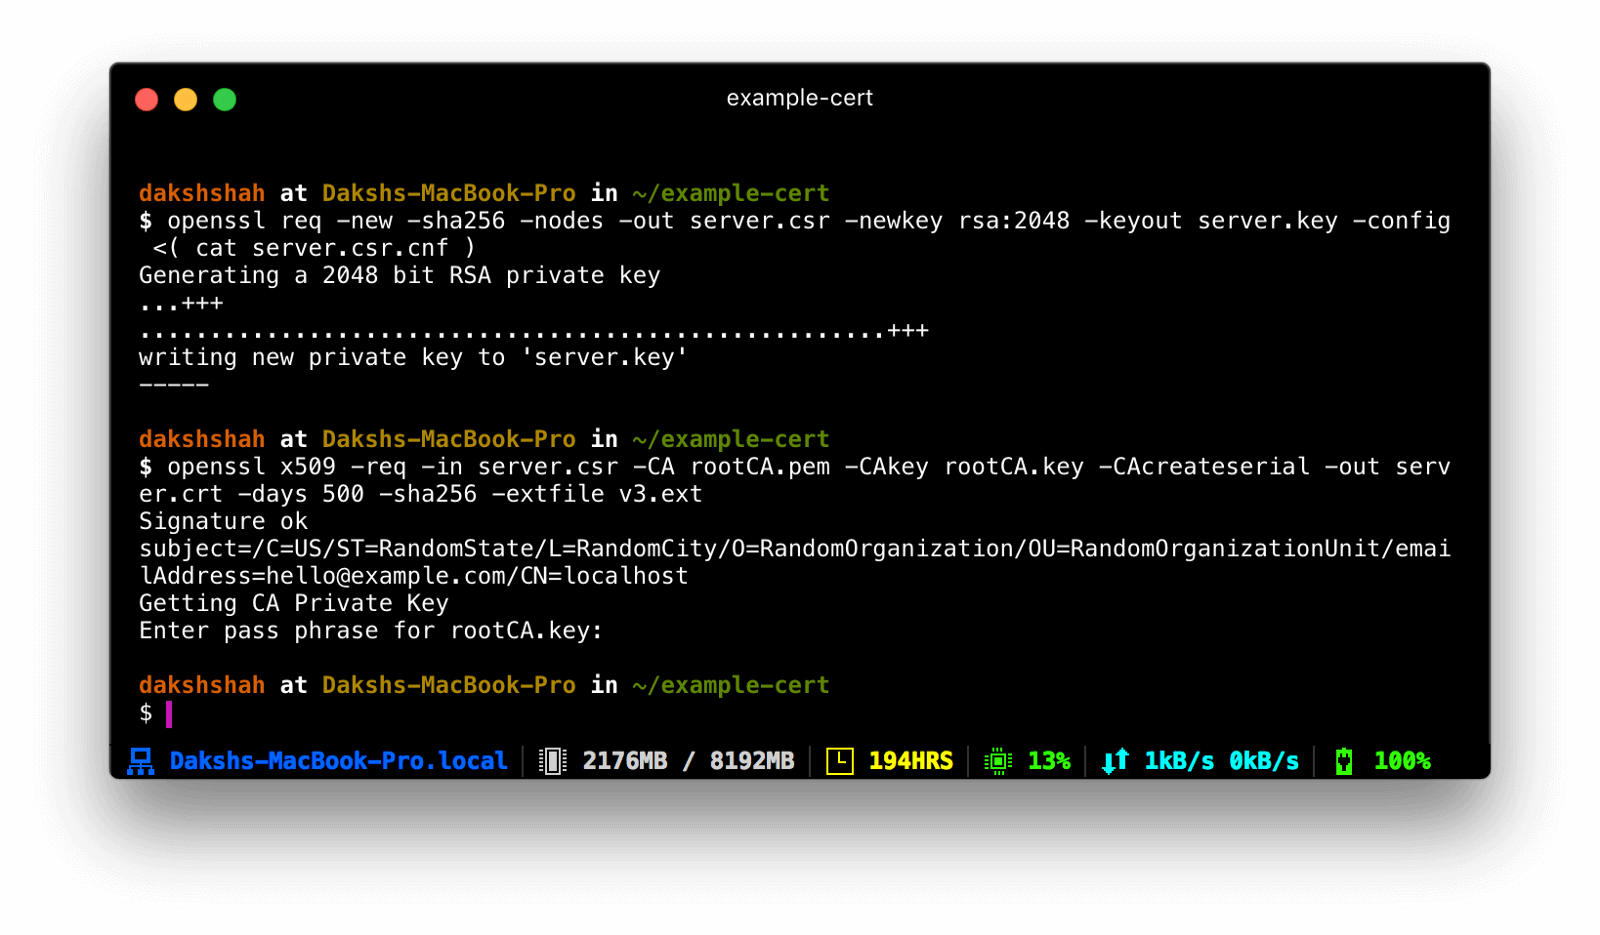 example-cert
dakshshah at Dakshs-MacBook-Pro in ~/example-cert
$ openssl req -new -sha256 -nodes -out server.csr -newkey rsa:2048 -keyout server.key -config
<( cat server.csr.cnf )
Generating a 2048 bit RSA private key
...+++
.....................................................+++
writing new private key to 'server.key'
-----
dakshshah at Dakshs-MacBook-Pro in ~/example-cert
$ openssl x509 -req -in server.csr -CA rootCA.pem -CAkey rootCA.key -CAcreateserial -out serv
er.crt -days 500 -sha256 -extfile v3.ext
Signature ok
subject=/C=US/ST=RandomState/L=RandomCity/O=RandomOrganization/OU=RandomOrganizationUnit/emai
lAddress=hello@example.com/CN=localhost
Getting CA Private Key
Enter pass phrase for rootCA.key:
dakshshah at Dakshs-MacBook-Pro in ~/example-cert
$
Dakshs-MacBook-Pro.local 2176MB / 8192MB 194HRS 13% 1kB/s 0kB/s 100%